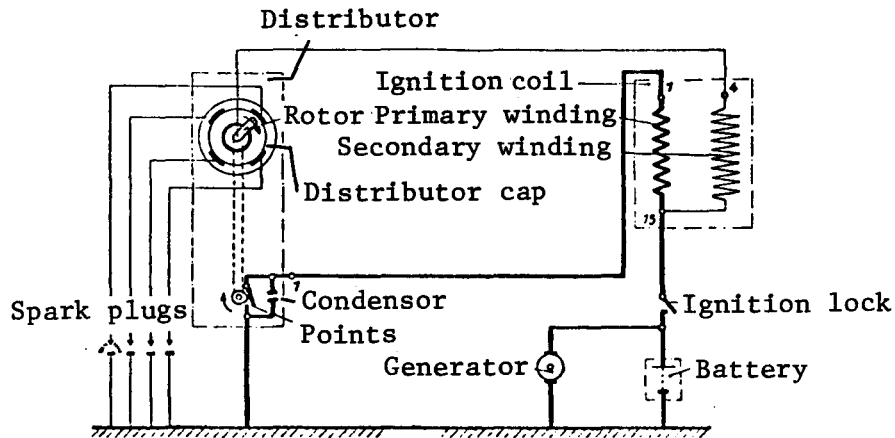 Distributor
Ignition coil
1
4
Rotor
Primary winding
Secondary winding
Distributor cap
15
1
Spark plugs
Condensor
Points
Ignition lock
Generator
Battery